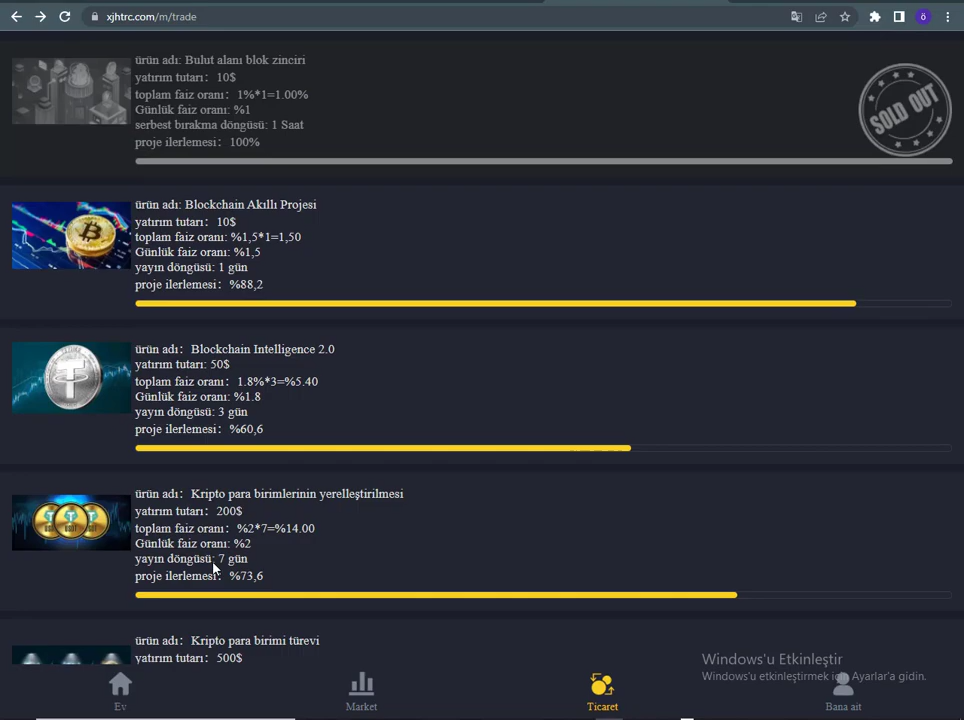 xjhtrc.com/m/trade
ö
ürün adı: Bulut alanı blok zinciri
yatırım tutarı： 10$
toplam faiz oranı： 1%*1=1.00%
Günlük faiz oranı: %1
serbest bırakma döngüsü: 1 Saat
proje ilerlemesi： 100%
SOLD OUT
ürün adı: Blockchain Akıllı Projesi
yatırım tutarı： 10$
toplam faiz oranı: %1,5*1=1,50
Günlük faiz oranı: %1,5
yayın döngüsü: 1 gün
proje ilerlemesi： %88,2
ürün adı： Blockchain Intelligence 2.0
yatırım tutarı: 50$
toplam faiz oranı： 1.8%*3=%5.40
Günlük faiz oranı: %1.8
yayın döngüsü: 3 gün
proje ilerlemesi： %60,6
ürün adı： Kripto para birimlerinin yerelleştirilmesi
yatırım tutarı： 200$
toplam faiz oranı： %2*7=%14.00
Günlük faiz oranı: %2
yayın döngüsü: 7 gün
proje ilerlemesi： %73,6
ürün adı： Kripto para birimi türevi
yatırım tutarı： 500$
Windows'u Etkinleştir
Windows'u etkinleştirmek için Ayarlar'a gidin.
Ev
Market
Ticaret
Bana ait